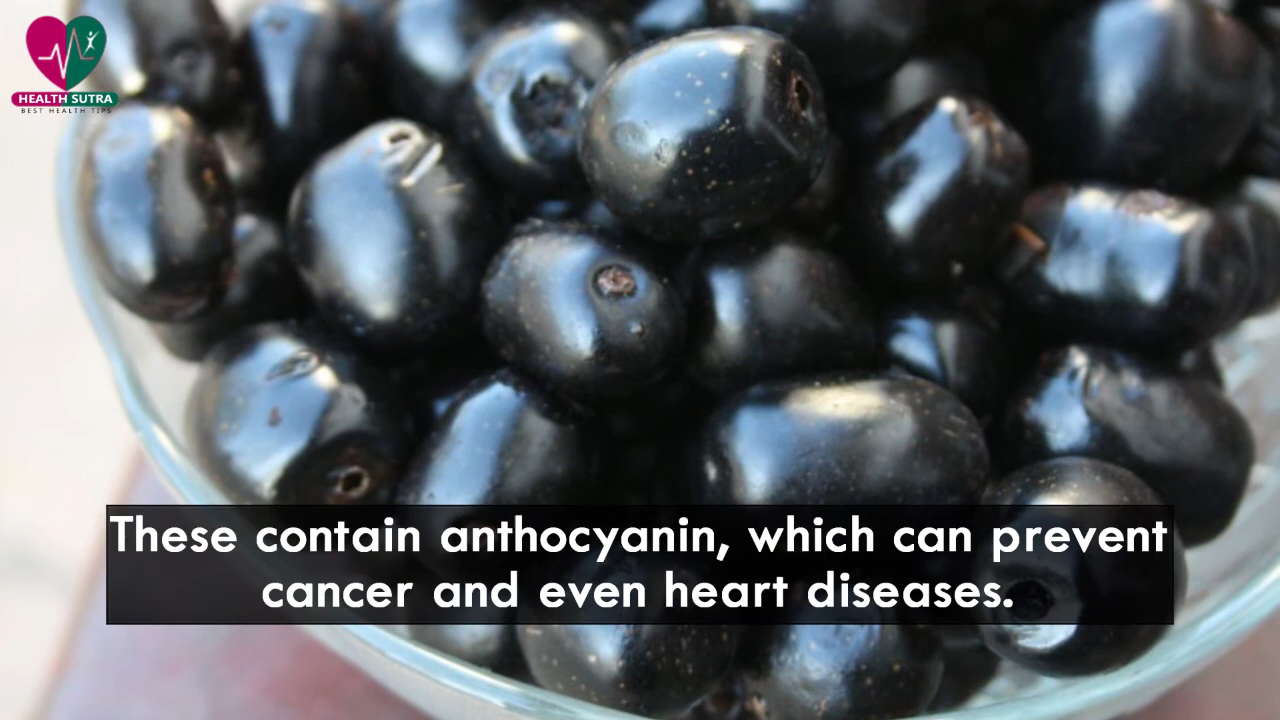 HEALTH SUTRA
BEST HEALTH TIPS
These contain anthocyanin, which can prevent
cancer and even heart diseases.